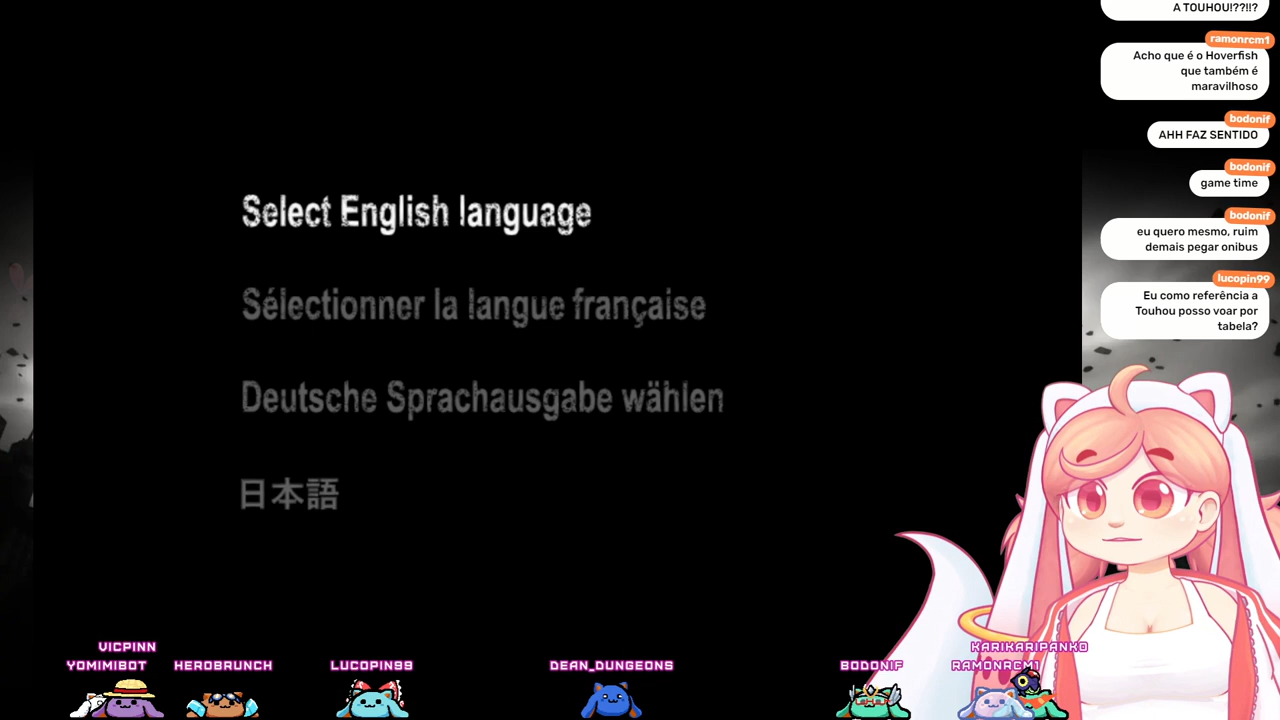 Select English language
Sélectionner la langue française
Deutsche Sprachausgabe wählen
日本語
A TOUHOU!??!!?
ramonrcm1
Acho que é o Hoverfish
que também é
maravilhoso
bodonif
AHH FAZ SENTIDO
bodonif
game time
bodonif
eu quero mesmo, ruim
demais pegar onibus
lucopin99
Eu como referência a
Touhou posso voar por
tabela?
VICPINN
YOMIMIBOT
HEROBRUNCH
LUCOPIN99
DEAN_DUNGEONS
BODONIF
KARIKARIPANKO
RAMONRCM1